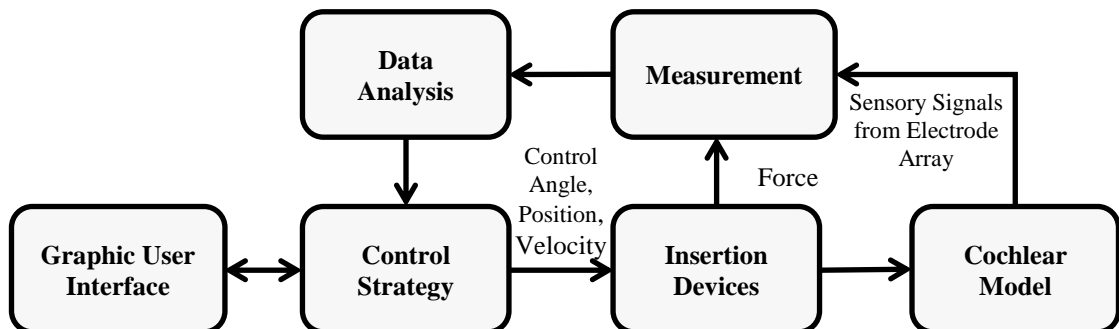 Data
Analysis
Measurement
Sensory Signals
from Electrode
Array
Control
Angle,
Position,
Velocity
Force
Graphic User
Interface
Control
Strategy
Insertion
Devices
Cochlear
Model